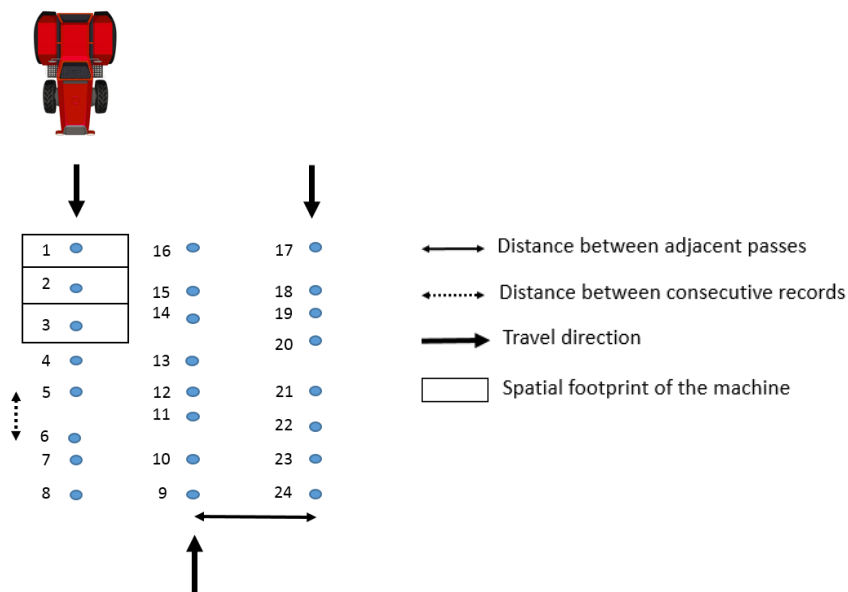 1 16 17 Distance between adjacent passes
2 15 18 Distance between consecutive records
3 14 19 Travel direction
20
4 13
5 12 21 Spatial footprint of the machine
11
6 22
7 10 23
8 9 24